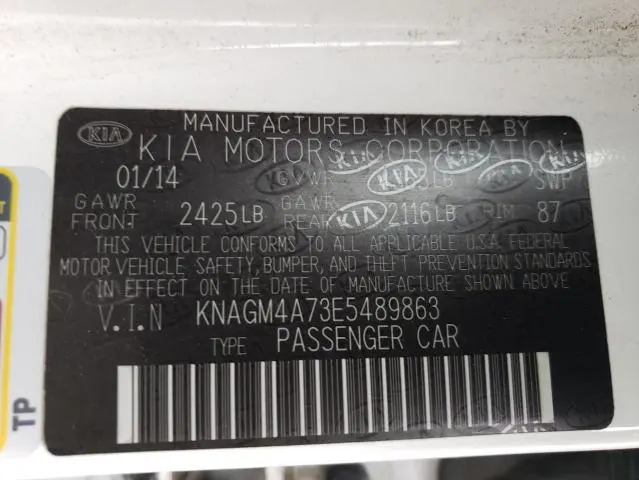 KIA
MANUFACTURED IN KOREA BY
KIA MOTORS CORPORATION
01/14 GVWR LB SWP
GAWR FRONT 2425LB GAWR REAR 2116LB RIM 87
THIS VEHICLE CONFORMS TO ALL APPLICABLE U.S.A. FEDERAL
MOTOR VEHICLE SAFETY, BUMPER, AND THEFT PREVENTION STANDARDS
IN EFFECT ON THE DATE OF MANUFACTURE SHOWN ABOVE
V.I.N KNAGM4A73E5489863
TYPE PASSENGER CAR
TP